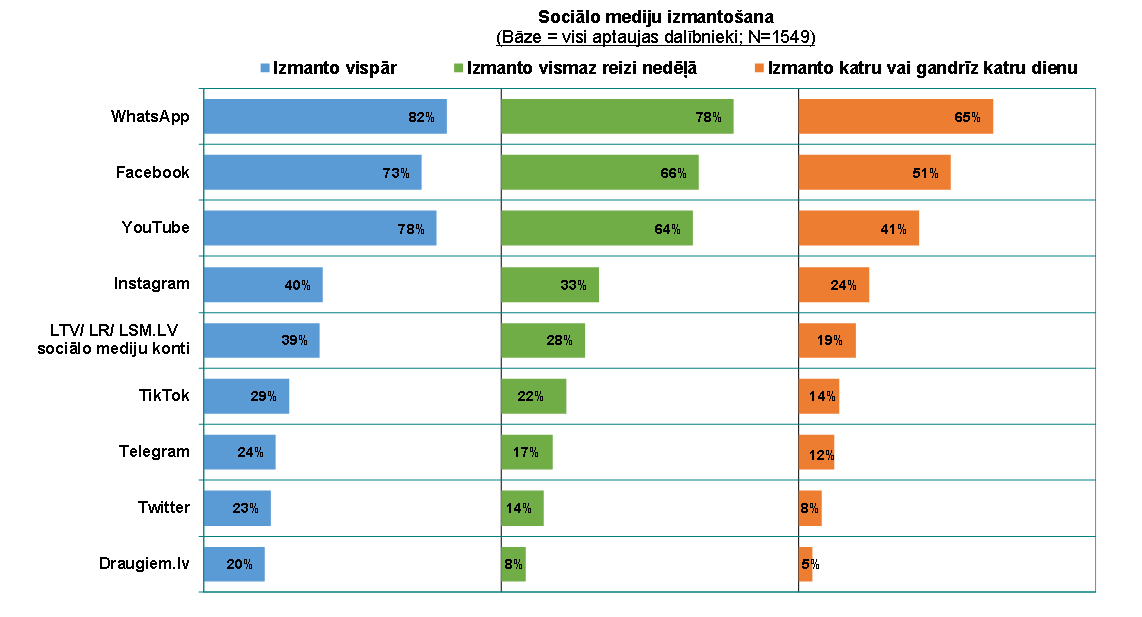 Sociālo mediju izmantošana
(Bāze = visi aptaujas dalībnieki; N=1549)
Izmanto vispār Izmanto vismaz reizi nedēļā Izmanto katru vai gandrīz katru dienu
WhatsApp 82% 78% 65%
Facebook 73% 66% 51%
YouTube 78% 64% 41%
Instagram 40% 33% 24%
LTV/ LR/ LSM.LV
sociālo mediju konti 39% 28% 19%
TikTok 29% 22% 14%
Telegram 24% 17% 12%
Twitter 23% 14% 8%
Draugiem.lv 20% 8% 5%